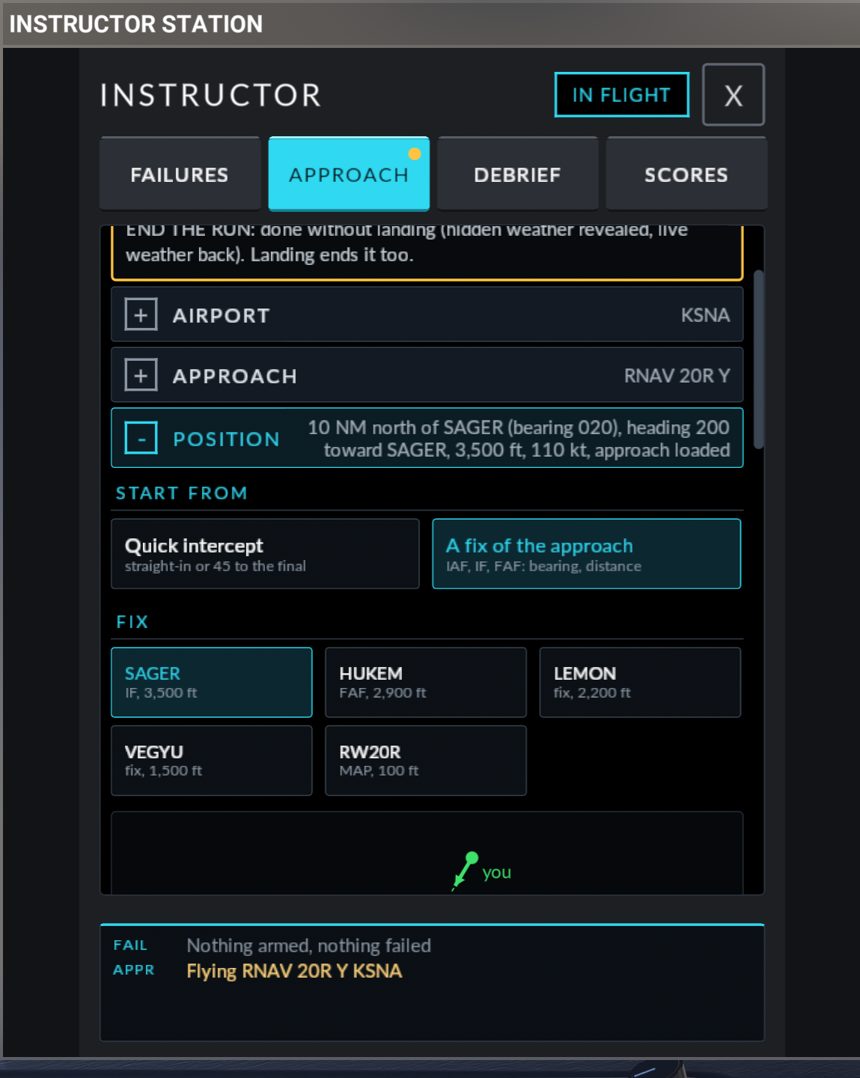 INSTRUCTOR STATION
INSTRUCTOR
IN FLIGHT
X
FAILURES
APPROACH
DEBRIEF
SCORES
END THE RUN: done without landing (hidden weather revealed, live
weather back). Landing ends it too.
+ AIRPORT
KSNA
+ APPROACH
RNAV 20R Y
- POSITION
10 NM north of SAGER (bearing 020), heading 200
toward SAGER, 3,500 ft, 110 kt, approach loaded
START FROM
Quick intercept
straight-in or 45 to the final
A fix of the approach
IAF, IF, FAF: bearing, distance
FIX
SAGER
IF, 3,500 ft
HUKEM
FAF, 2,900 ft
LEMON
fix, 2,200 ft
VEGYU
fix, 1,500 ft
RW20R
MAP, 100 ft
you
FAIL Nothing armed, nothing failed
APPR Flying RNAV 20R Y KSNA